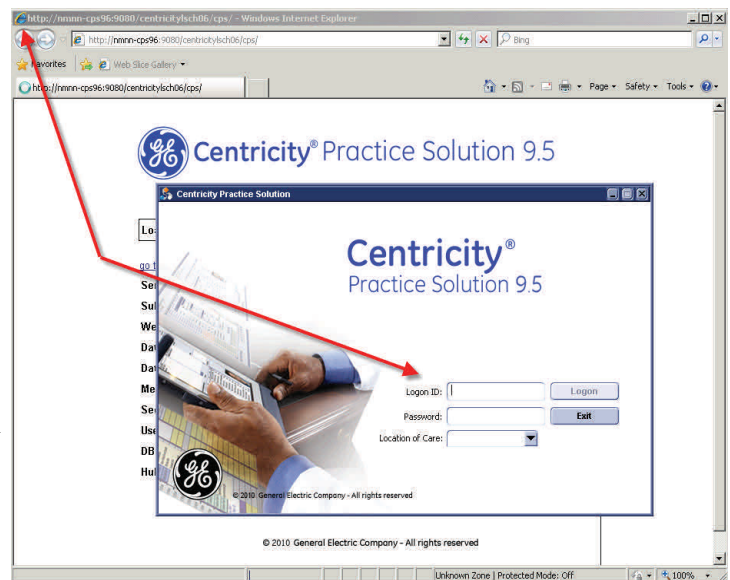 http://nmnn-cps96:9080/centricitylsch06/cps/ - Windows Internet Explorer
http://nmnn-cps96:9080/centricitylsch06/cps/
Bing
Favorites
Web Slice Gallery
http://nmnn-cps96:9080/centricitylsch06/cps/
Page
Safety
Tools
GE
Centricity® Practice Solution 9.5
Centricity Practice Solution
Centricity®
Practice Solution 9.5
Logon ID:
Logon
Password:
Exit
Location of Care:
GE
© 2010 General Electric Company - All rights reserved
© 2010 General Electric Company - All rights reserved
Unknown Zone | Protected Mode: Off
100%